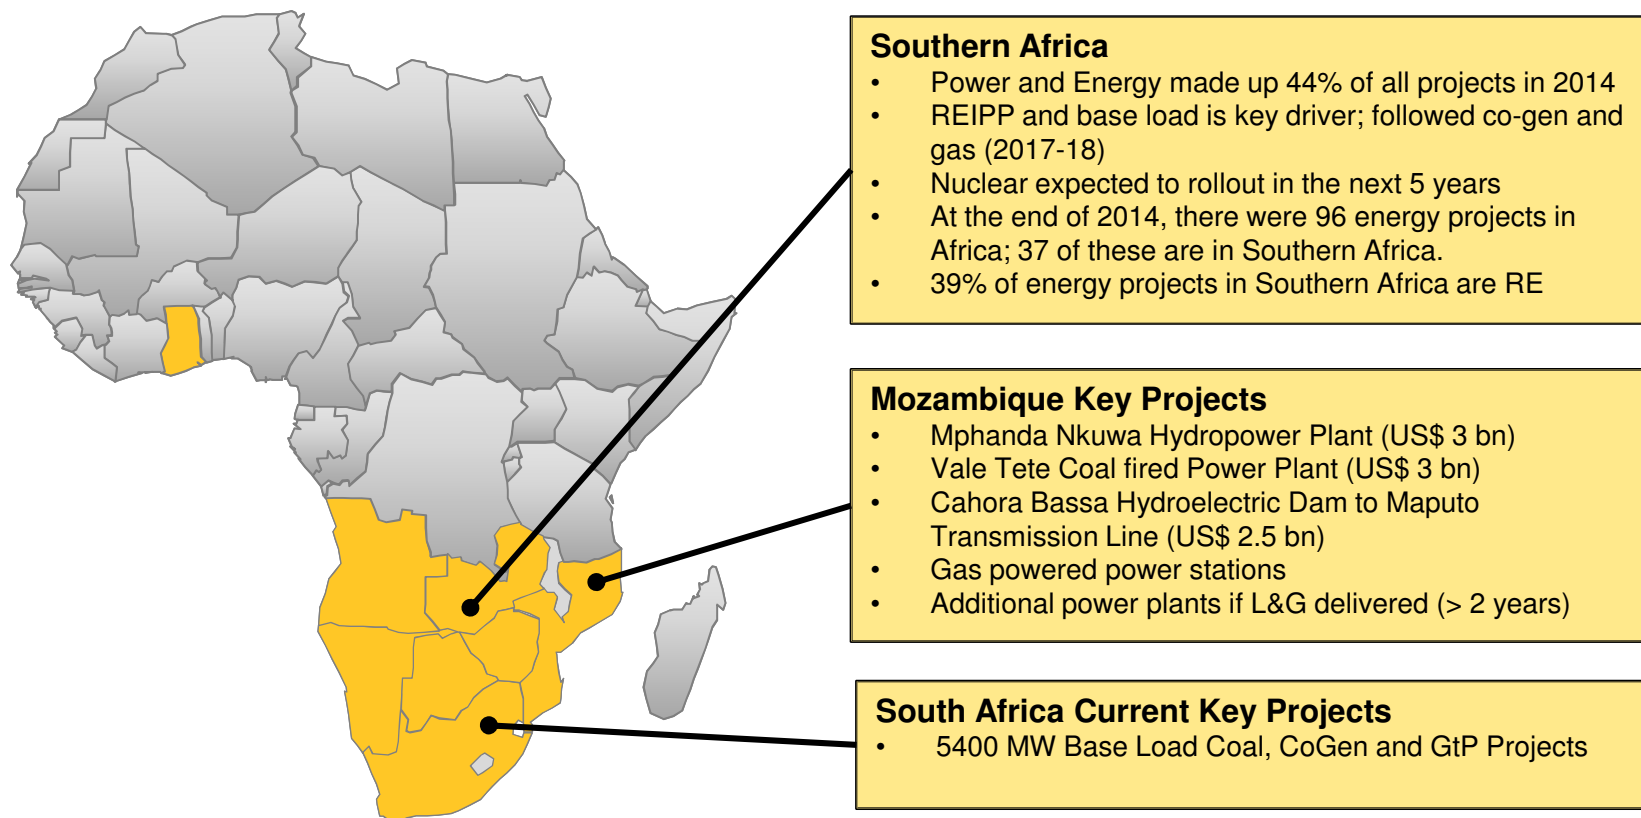 Southern Africa
• Power and Energy made up 44% of all projects in 2014
• REIPP and base load is key driver; followed co-gen and
gas (2017-18)
• Nuclear expected to rollout in the next 5 years
• At the end of 2014, there were 96 energy projects in
Africa; 37 of these are in Southern Africa.
• 39% of energy projects in Southern Africa are RE
Mozambique Key Projects
• Mphanda Nkuwa Hydropower Plant (US$ 3 bn)
• Vale Tete Coal fired Power Plant (US$ 3 bn)
• Cahora Bassa Hydroelectric Dam to Maputo
Transmission Line (US$ 2.5 bn)
• Gas powered power stations
• Additional power plants if L&G delivered (> 2 years)
South Africa Current Key Projects
• 5400 MW Base Load Coal, CoGen and GtP Projects